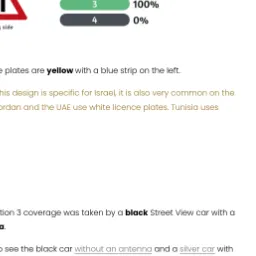 3 100%
4 0%
side
e plates are yellow with a blue strip on the left.
his design is specific for Israel, it is also very common on the
ordan and the UAE use white licence plates. Tunisia uses
tion 3 coverage was taken by a black Street View car with a
a.
o see the black car without an antenna and a silver car with